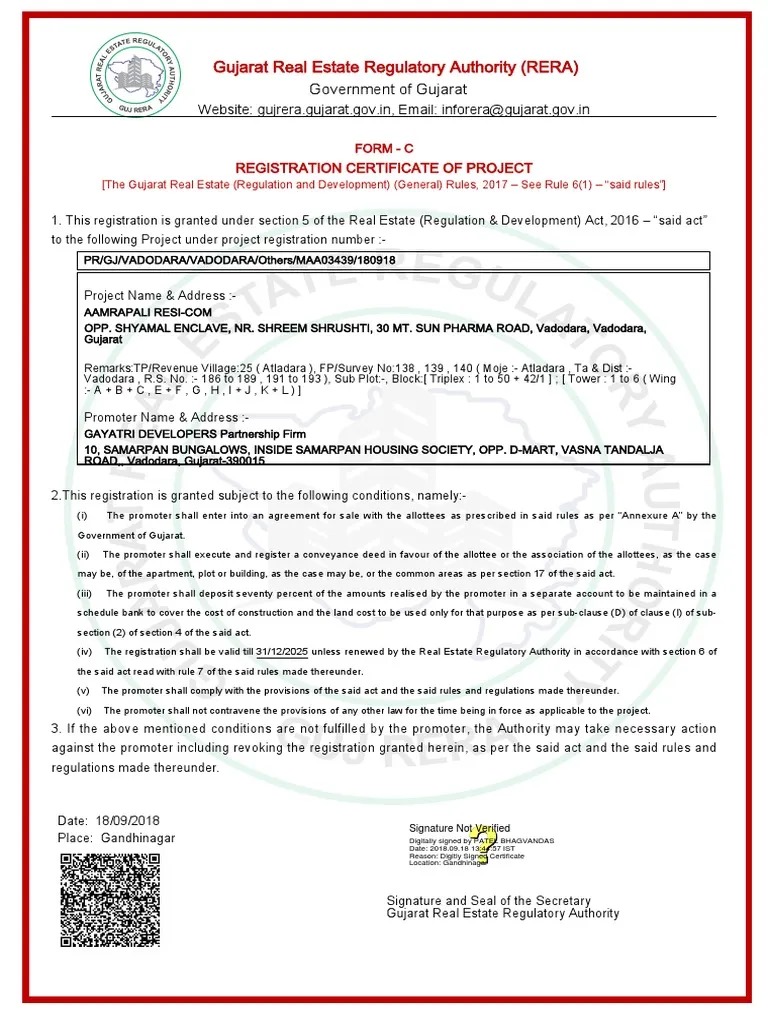 GUJARAT REAL ESTATE REGULATORY AUTHORITY
GUJ RERA
Gujarat Real Estate Regulatory Authority (RERA)
Government of Gujarat
Website: gujrera.gujarat.gov.in, Email: inforera@gujarat.gov.in
FORM - C
REGISTRATION CERTIFICATE OF PROJECT
[The Gujarat Real Estate (Regulation and Development) (General) Rules, 2017 – See Rule 6(1) – “said rules”]
1. This registration is granted under section 5 of the Real Estate (Regulation & Development) Act, 2016 – “said act”
to the following Project under project registration number :-
PR/GJ/VADODARA/VADODARA/Others/MAA03439/180918
Project Name & Address :-
AAMRAPALI RESI-COM
OPP. SHYAMAL ENCLAVE, NR. SHREEM SHRUSHTI, 30 MT. SUN PHARMA ROAD, Vadodara, Vadodara,
Gujarat
Remarks:TP/Revenue Village:25 ( Atladara ), FP/Survey No:138 , 139 , 140 ( Moje :- Atladara , Ta & Dist :-
Vadodara , R.S. No. :- 186 to 189 , 191 to 193 ), Sub Plot:-, Block:[ Triplex : 1 to 50 + 42/1 ] ; [ Tower : 1 to 6 ( Wing
:- A + B + C , E + F , G , H , I + J , K + L ) ]
Promoter Name & Address :-
GAYATRI DEVELOPERS Partnership Firm
10, SAMARPAN BUNGALOWS, INSIDE SAMARPAN HOUSING SOCIETY, OPP. D-MART, VASNA TANDALJA
ROAD,, Vadodara, Gujarat-390015
2.This registration is granted subject to the following conditions, namely:-
(i) The promoter shall enter into an agreement for sale with the allottees as prescribed in said rules as per “Annexure A” by the
Government of Gujarat.
(ii) The promoter shall execute and register a conveyance deed in favour of the allottee or the association of the allottees, as the case
may be, of the apartment, plot or building, as the case may be, or the common areas as per section 17 of the said act.
(iii) The promoter shall deposit seventy percent of the amounts realised by the promoter in a separate account to be maintained in a
schedule bank to cover the cost of construction and the land cost to be used only for that purpose as per sub-clause (D) of clause (l) of sub-
section (2) of section 4 of the said act.
(iv) The registration shall be valid till 31/12/2025 unless renewed by the Real Estate Regulatory Authority in accordance with section 6 of
the said act read with rule 7 of the said rules made thereunder.
(v) The promoter shall comply with the provisions of the said act and the said rules and regulations made thereunder.
(vi) The promoter shall not contravene the provisions of any other law for the time being in force as applicable to the project.
3. If the above mentioned conditions are not fulfilled by the promoter, the Authority may take necessary action
against the promoter including revoking the registration granted herein, as per the said act and the said rules and
regulations made thereunder.
Date: 18/09/2018
Place: Gandhinagar
Signature Not Verified
Digitally signed by PATEL BHAGVANDAS
Date: 2018.09.18 13:44:57 IST
Reason: Digitly Signed Certificate
Location: Gandhinagar
Signature and Seal of the Secretary
Gujarat Real Estate Regulatory Authority